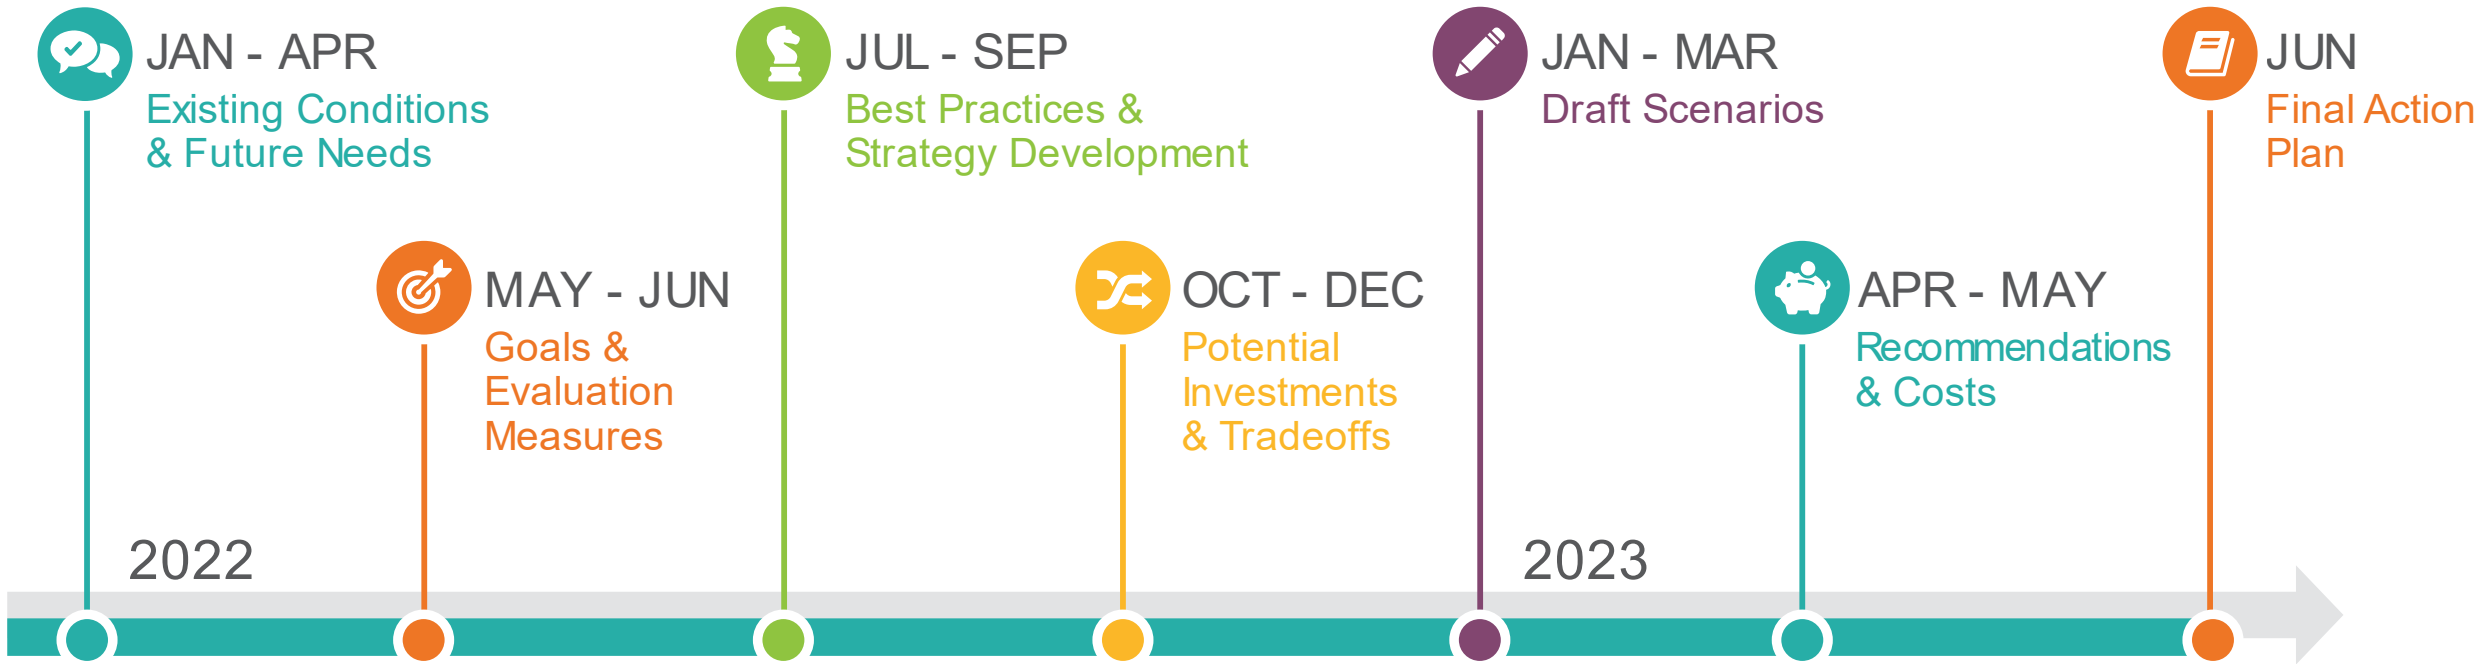 JAN - APR
Existing Conditions
& Future Needs
MAY - JUN
Goals &
Evaluation
Measures
JUL - SEP
Best Practices &
Strategy Development
OCT - DEC
Potential
Investments
& Tradeoffs
JAN - MAR
Draft Scenarios
APR - MAY
Recommendations
& Costs
JUN
Final Action
Plan
2022
2023